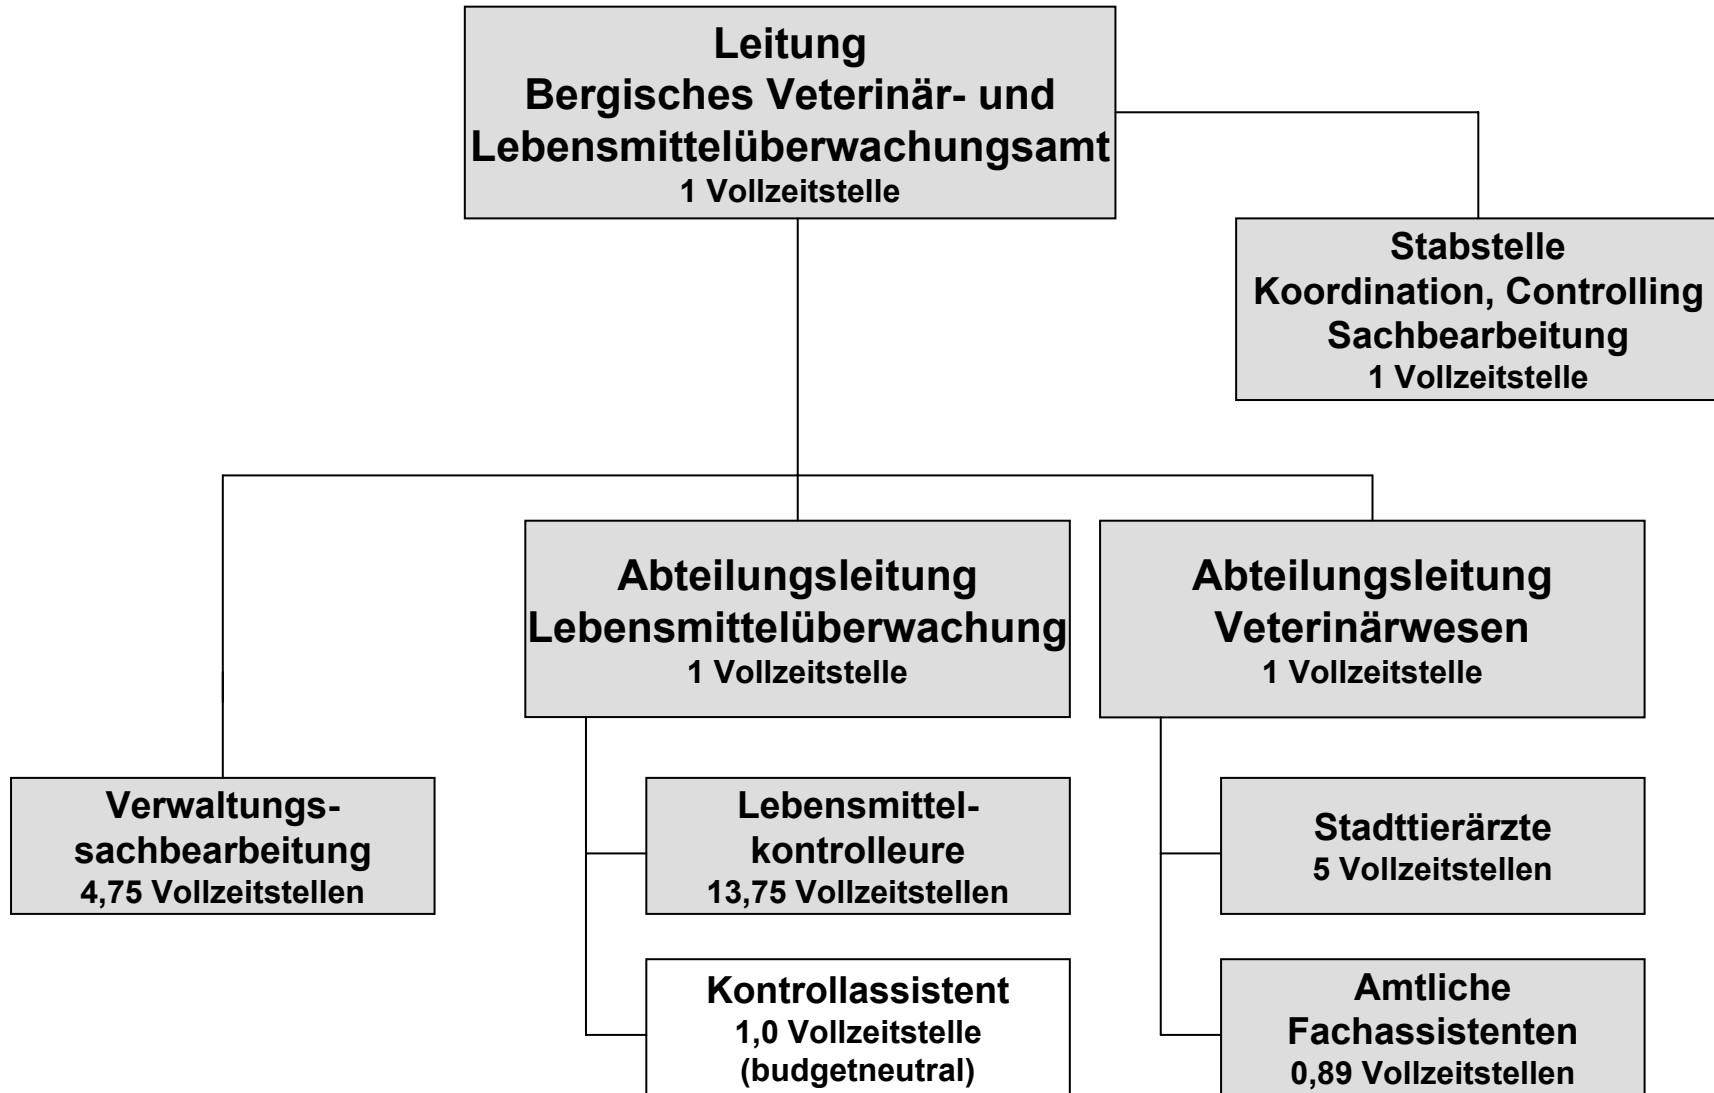 Leitung
Bergisches Veterinär- und
Lebensmittelüberwachungsamt
1 Vollzeitstelle
Stabstelle
Koordination, Controlling
Sachbearbeitung
1 Vollzeitstelle
Abteilungsleitung
Lebensmittelüberwachung
1 Vollzeitstelle
Abteilungsleitung
Veterinärwesen
1 Vollzeitstelle
Verwaltungs-
sachbearbeitung
4,75 Vollzeitstellen
Lebensmittel-
kontrolleure
13,75 Vollzeitstellen
Stadttierärzte
5 Vollzeitstellen
Kontrollassistent
1,0 Vollzeitstelle
(budgetneutral)
Amtliche
Fachassistenten
0,89 Vollzeitstellen